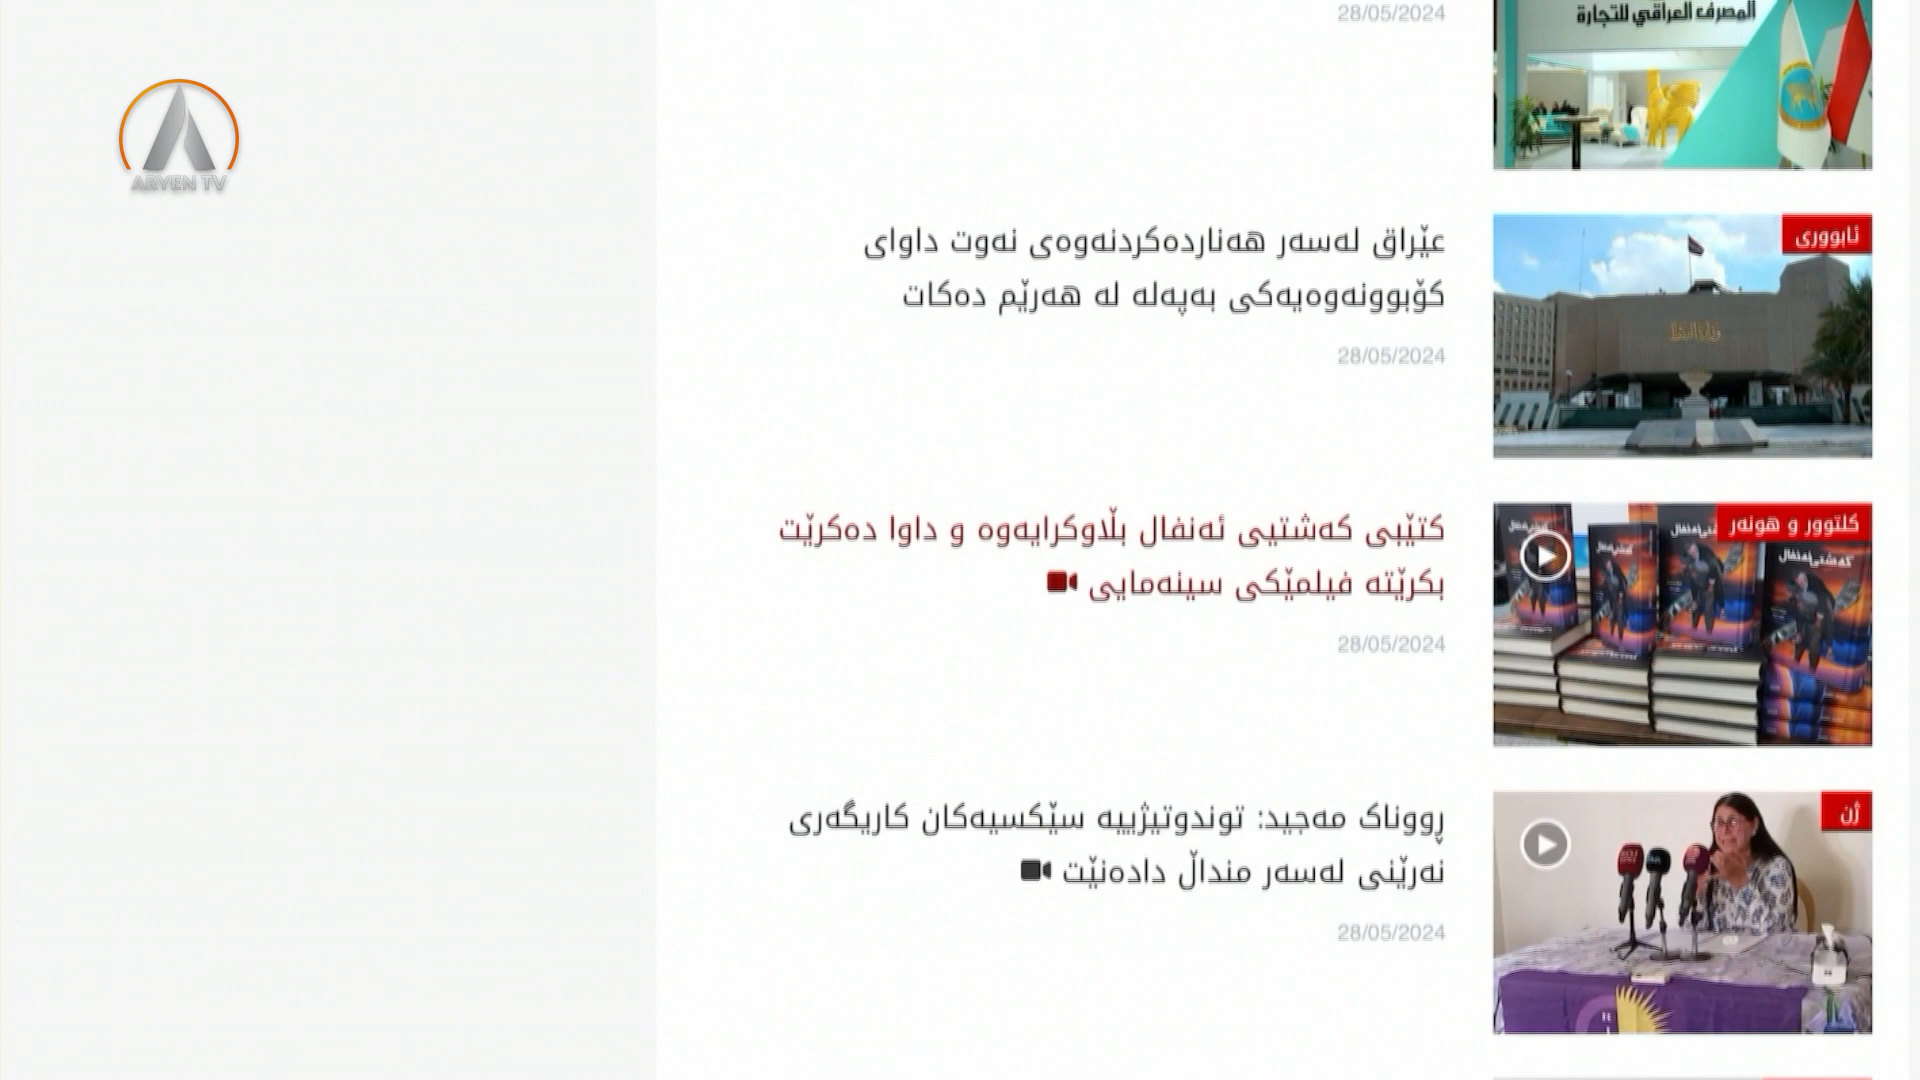 28/05/2024
المصرف العراقي للتجارة
ARYEN TV
ئابووری
عێراق لەسەر هەناردەکردنەوەی نەوت داوای
کۆبوونەوەیەکی بەپەلە لە هەرێم دەکات
28/05/2024
کلتوور و هونەر
کتێبی کەشتیی ئەنفال بڵاوکرایەوە و داوا دەکرێت
بکرێتە فیلمێکی سینەمایی
28/05/2024
ژن
ڕووناک مەجید: توندوتیژییە سێکسیەکان کاریگەری
نەرێنی لەسەر منداڵ دادەنێت
28/05/2024